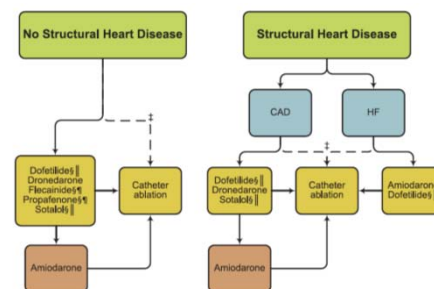 No Structural Heart Disease
Structural Heart Disease
‡
CAD
HF
‡
Dofetilide§‖
Dronedarone
Flecainide§¶
Propafenone§¶
Sotalol§‖
Catheter
ablation
Dofetilide§‖
Dronedarone
Sotalol§‖
Catheter
ablation
Amiodarone
Dofetilide§‖
Amiodarone
Amiodarone